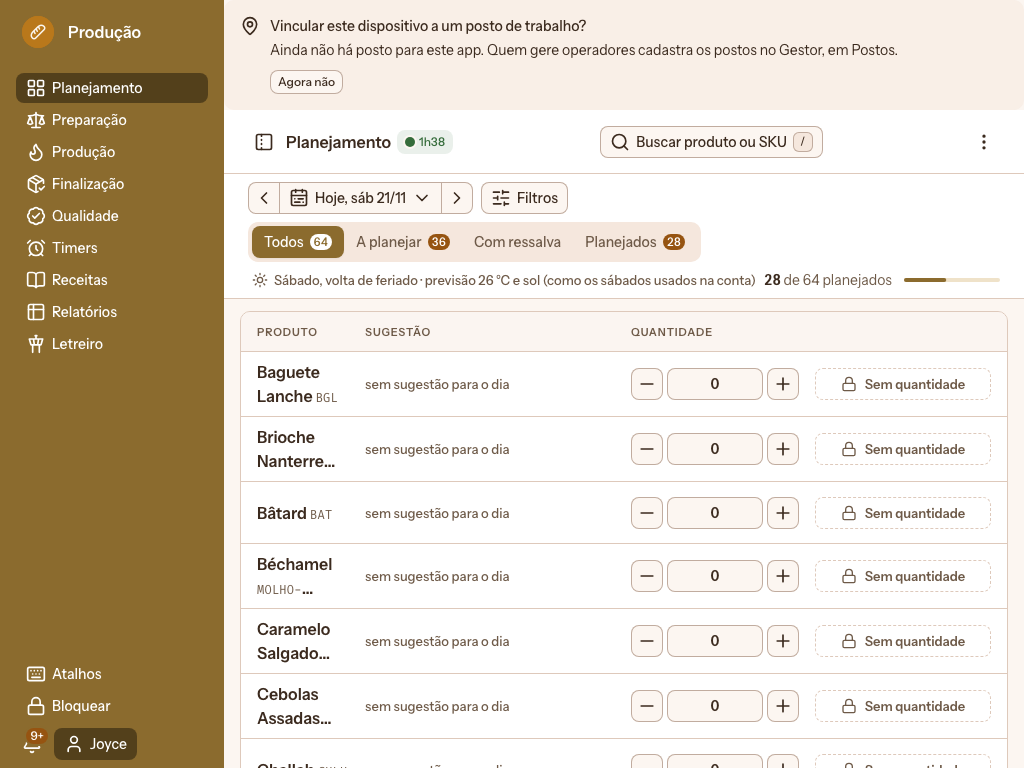 Produção
Planejamento
Preparação
Produção
Finalização
Qualidade
Timers
Receitas
Relatórios
Letreiro
Atalhos
Bloquear
9+
Joyce
Vincular este dispositivo a um posto de trabalho?
Ainda não há posto para este app. Quem gere operadores cadastra os postos no Gestor, em Postos.
Agora não
Planejamento 1h38
Buscar produto ou SKU /
Hoje, sáb 21/11
Filtros
Todos 64 A planejar 36 Com ressalva Planejados 28
Sábado, volta de feriado · previsão 26 °C e sol (como os sábados usados na conta) 28 de 64 planejados
PRODUTO SUGESTÃO QUANTIDADE
Baguete
Lanche BGL sem sugestão para o dia 0 Sem quantidade
Brioche
Nanterre... sem sugestão para o dia 0 Sem quantidade
Bâtard BAT sem sugestão para o dia 0 Sem quantidade
Béchamel
MOLHO-... sem sugestão para o dia 0 Sem quantidade
Caramelo
Salgado... sem sugestão para o dia 0 Sem quantidade
Cebolas
Assadas... sem sugestão para o dia 0 Sem quantidade